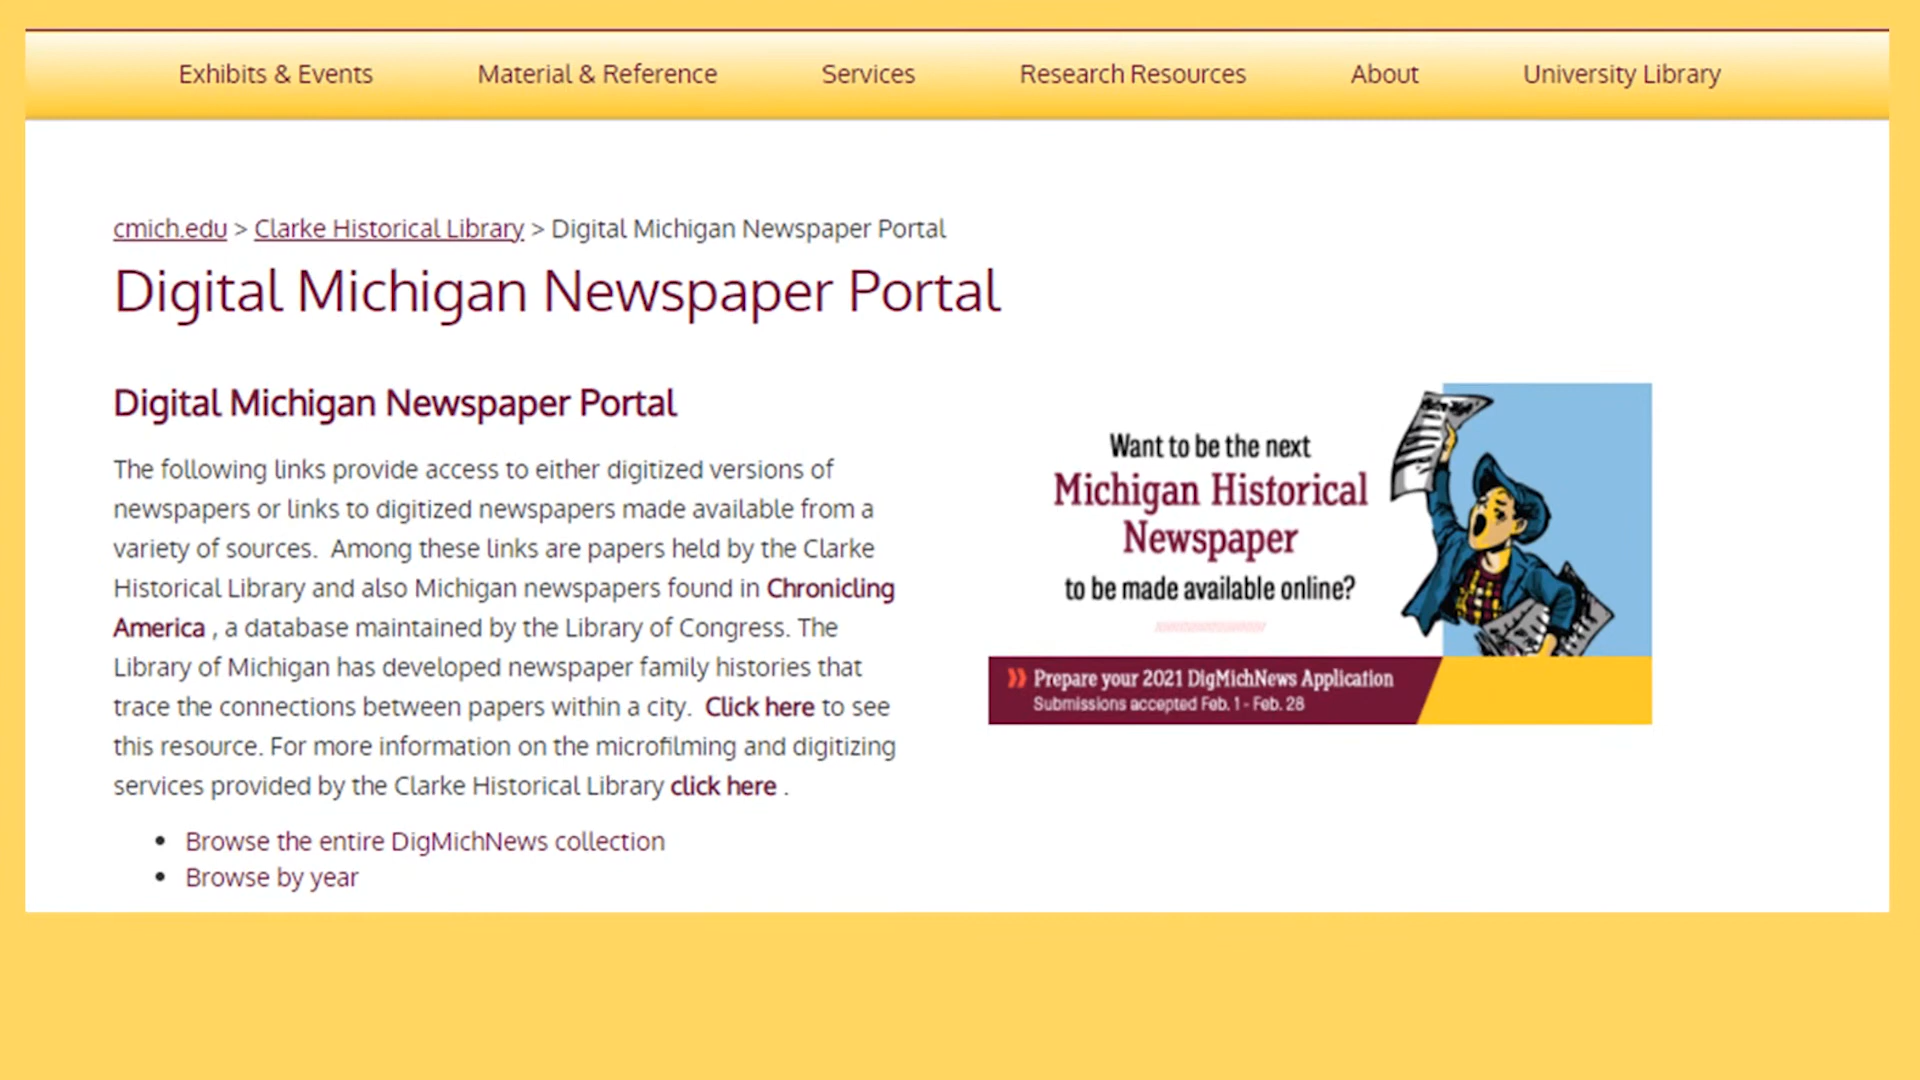 Exhibits & Events Material & Reference Services Research Resources About University Library
cmich.edu > Clarke Historical Library > Digital Michigan Newspaper Portal
Digital Michigan Newspaper Portal
Digital Michigan Newspaper Portal
The following links provide access to either digitized versions of
newspapers or links to digitized newspapers made available from a
variety of sources.  Among these links are papers held by the Clarke
Historical Library and also Michigan newspapers found in Chronicling
America , a database maintained by the Library of Congress. The
Library of Michigan has developed newspaper family histories that
trace the connections between papers within a city.  Click here to see
this resource. For more information on the microfilming and digitizing
services provided by the Clarke Historical Library click here .
• Browse the entire DigMichNews collection
• Browse by year
Want to be the next
Michigan Historical
Newspaper
to be made available online?
Prepare your 2021 DigMichNews Application
Submissions accepted Feb. 1 - Feb. 28